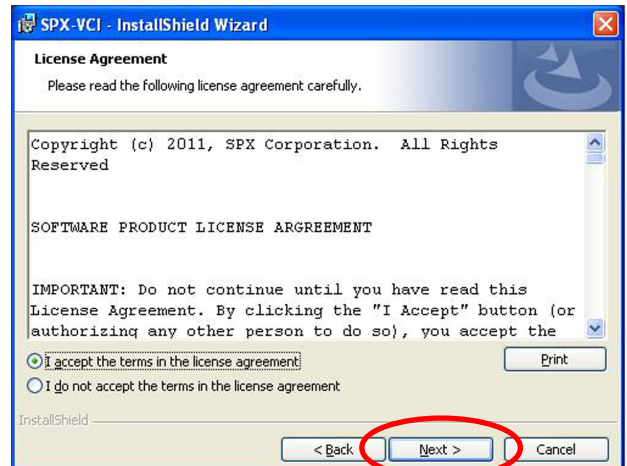 SPX-VCI - InstallShield Wizard
License Agreement
Please read the following license agreement carefully.
Copyright (c) 2011, SPX Corporation.  All Rights
Reserved
SOFTWARE PRODUCT LICENSE ARGREEMENT
IMPORTANT: Do not continue until you have read this
License Agreement. By clicking the "I Accept" button (or
authorizing any other person to do so), you accept the
I accept the terms in the license agreement
Print
I do not accept the terms in the license agreement
InstallShield
< Back
Next >
Cancel